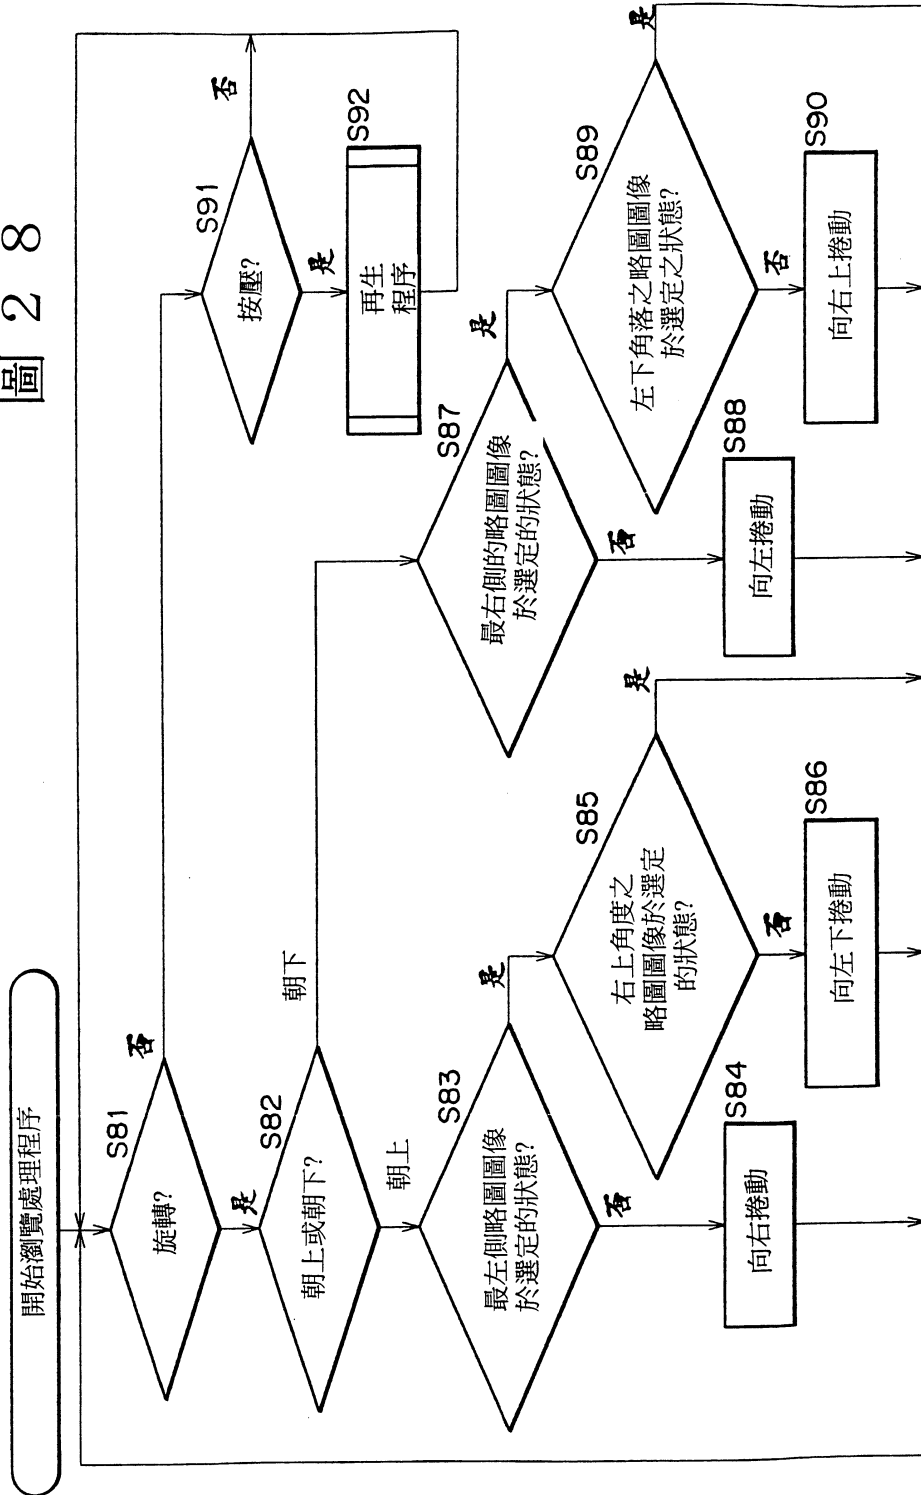 圖 28
開始瀏覽處理程序
S81
旋轉?
否
是
S82
朝上或朝下?
朝下
朝上
S83
最左側略圖圖像
於選定的狀態?
是
否
S84
向右捲動
S85
右上角度之
略圖圖像於選定
的狀態?
是
否
S86
向左下捲動
S87
最右側的略圖圖像
於選定的狀態?
是
否
S88
向左捲動
S89
左下角落之略圖圖像
於選定之狀態?
是
否
S90
向右上捲動
S91
按壓?
否
是
S92
再生
程序